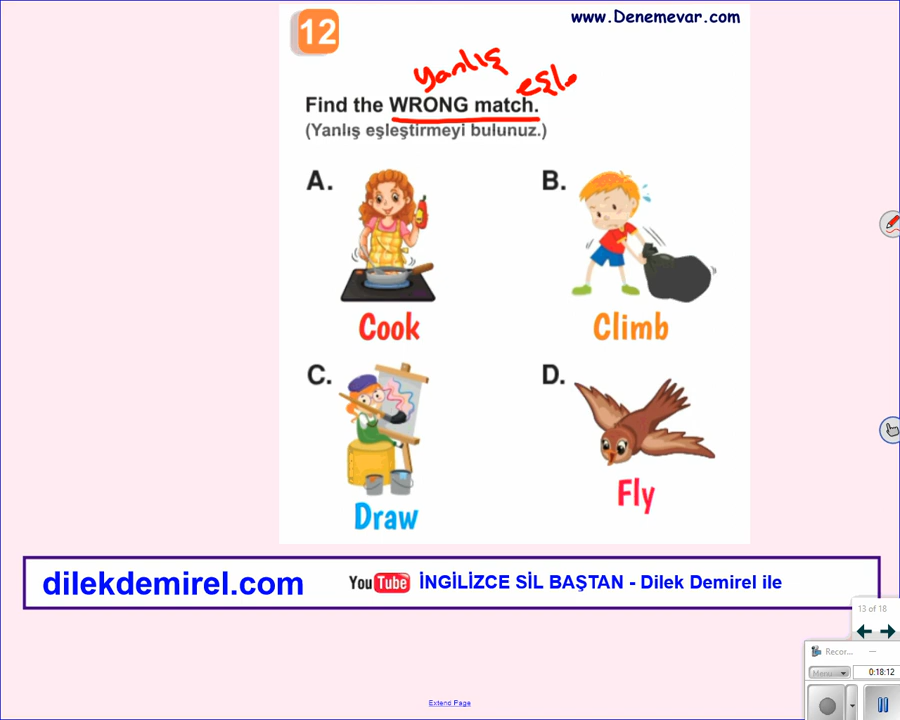 12
www.Denemevar.com
yanlış
eşle
Find the WRONG match.
(Yanlış eşleştirmeyi bulunuz.)
A.
B.
Cook
Climb
C.
D.
Draw
Fly
dilekdemirel.com
YouTube İNGİLİZCE SİL BAŞTAN - Dilek Demirel ile
13 of 18
Recor...
Menu
0:18:12
Extend Page